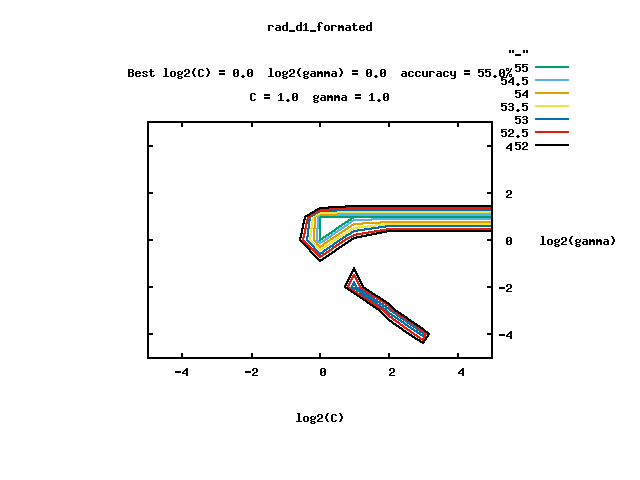 rad_d1_formated
"-"
Best log2(C) = 0.0  log2(gamma) = 0.0  accuracy = 55.0%
C = 1.0  gamma = 1.0
55
54.5
54
53.5
53
52.5
52
4
2
0
-2
-4
log2(gamma)
-4 -2 0 2 4
log2(C)